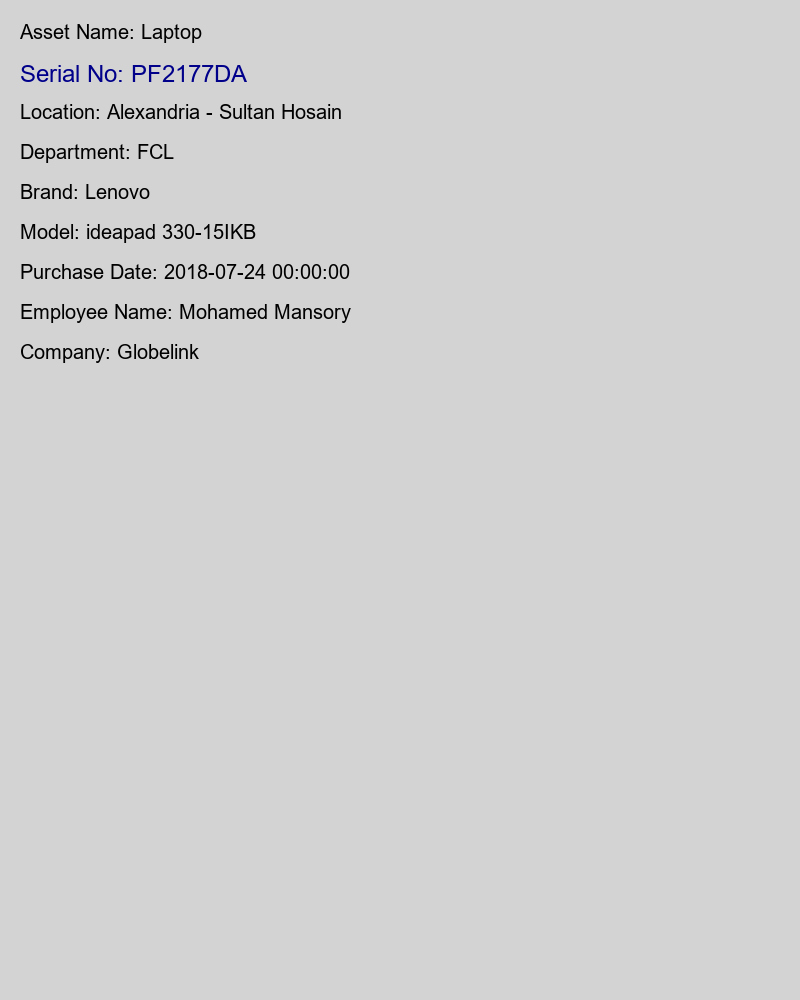 Asset Name: Laptop
Serial No: PF2177DA
Location: Alexandria - Sultan Hosain
Department: FCL
Brand: Lenovo
Model: ideapad 330-15IKB
Purchase Date: 2018-07-24 00:00:00
Employee Name: Mohamed Mansory
Company: Globelink